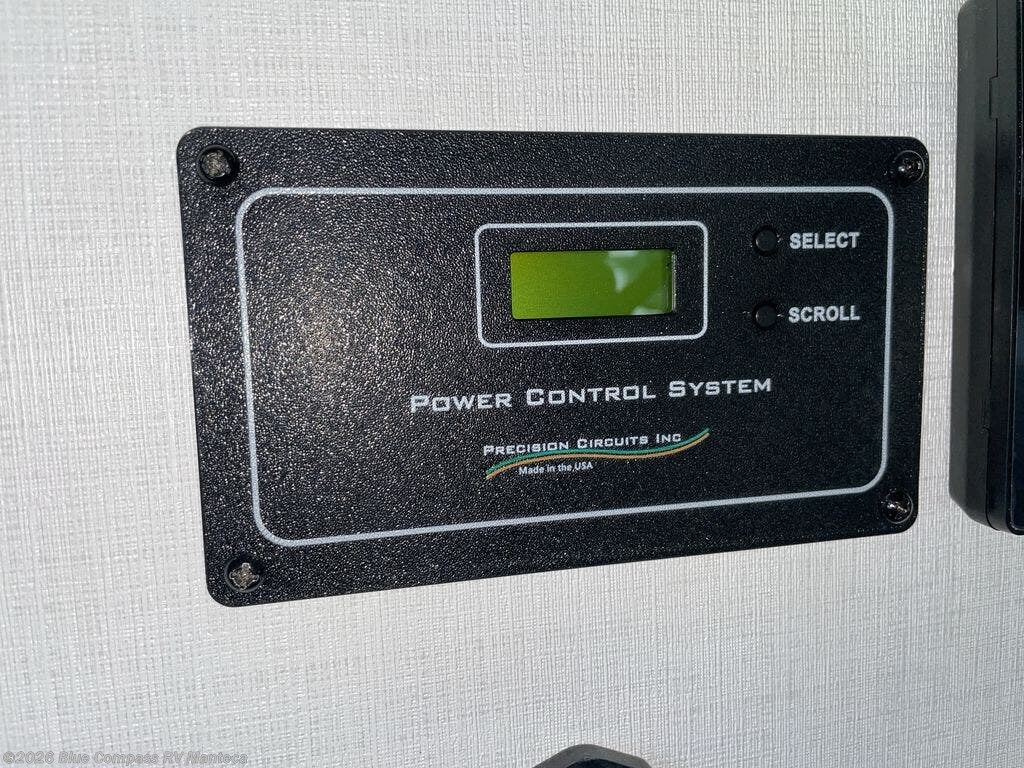 SELECT
SCROLL
POWER CONTROL SYSTEM
PRECISION CIRCUITS INC
Made in the USA
©2026 Blue Compass RV Manteca